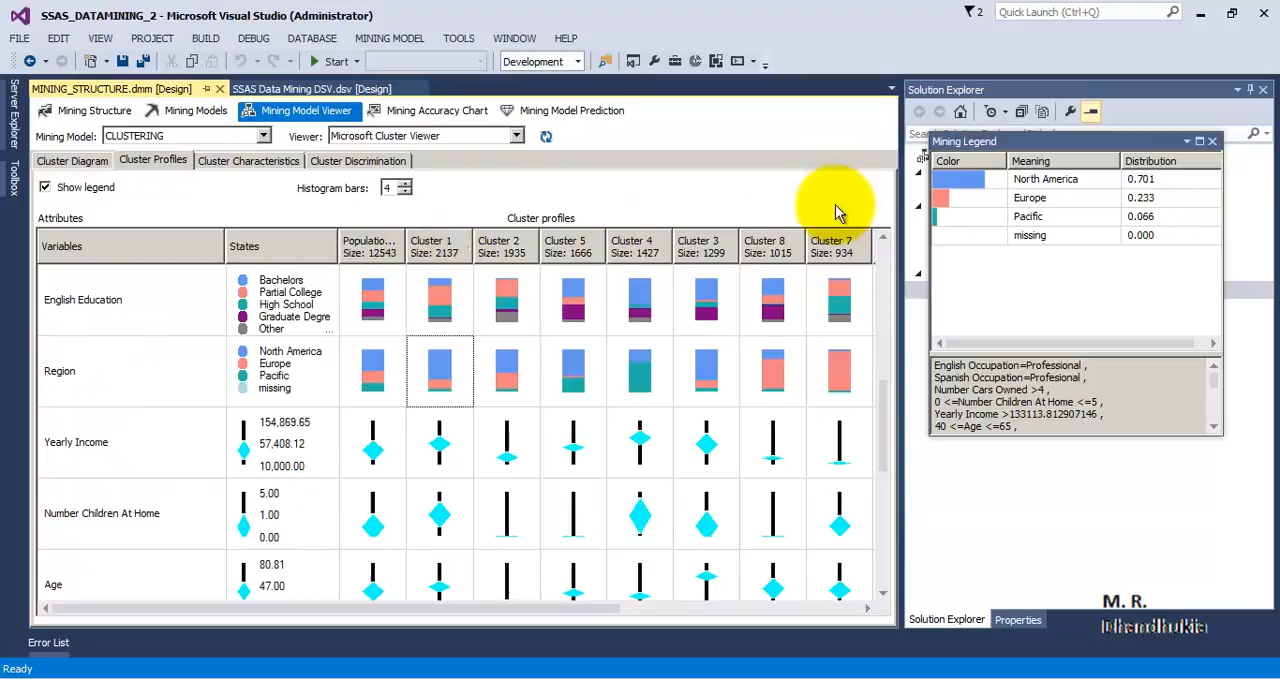 SSAS_DATAMINING_2 - Microsoft Visual Studio (Administrator)
2
Quick Launch (Ctrl+Q)
FILE EDIT VIEW PROJECT BUILD DEBUG DATABASE MINING MODEL TOOLS WINDOW HELP
Start
Development
Server Explorer
Toolbox
MINING_STRUCTURE.dmm [Design]
SSAS Data Mining DSV.dsv [Design]
Mining Structure Mining Models Mining Model Viewer Mining Accuracy Chart Mining Model Prediction
Mining Model: CLUSTERING Viewer: Microsoft Cluster Viewer
Cluster Diagram Cluster Profiles Cluster Characteristics Cluster Discrimination
Show legend Histogram bars: 4
Attributes Cluster profiles
Variables States
Populatio... Size: 12543
Cluster 1 Size: 2137
Cluster 2 Size: 1935
Cluster 5 Size: 1666
Cluster 4 Size: 1427
Cluster 3 Size: 1299
Cluster 8 Size: 1015
Cluster 7 Size: 934
English Education
Bachelors
Partial College
High School
Graduate Degre
Other ...
Region
North America
Europe
Pacific
missing
Yearly Income
154,869.65
57,408.12
10,000.00
Number Children At Home
5.00
1.00
0.00
Age
80.81
47.00
Error List
Ready
Solution Explorer
Mining Legend
Color Meaning Distribution
North America 0.701
Europe 0.233
Pacific 0.066
missing 0.000
English Occupation=Professional ,
Spanish Occupation=Profesional ,
Number Cars Owned >4 ,
0 <=Number Children At Home <=5 ,
Yearly Income >133113.812907146 ,
40 <=Age <=65 ,
Solution Explorer Properties
M. R.
Dhandhukia